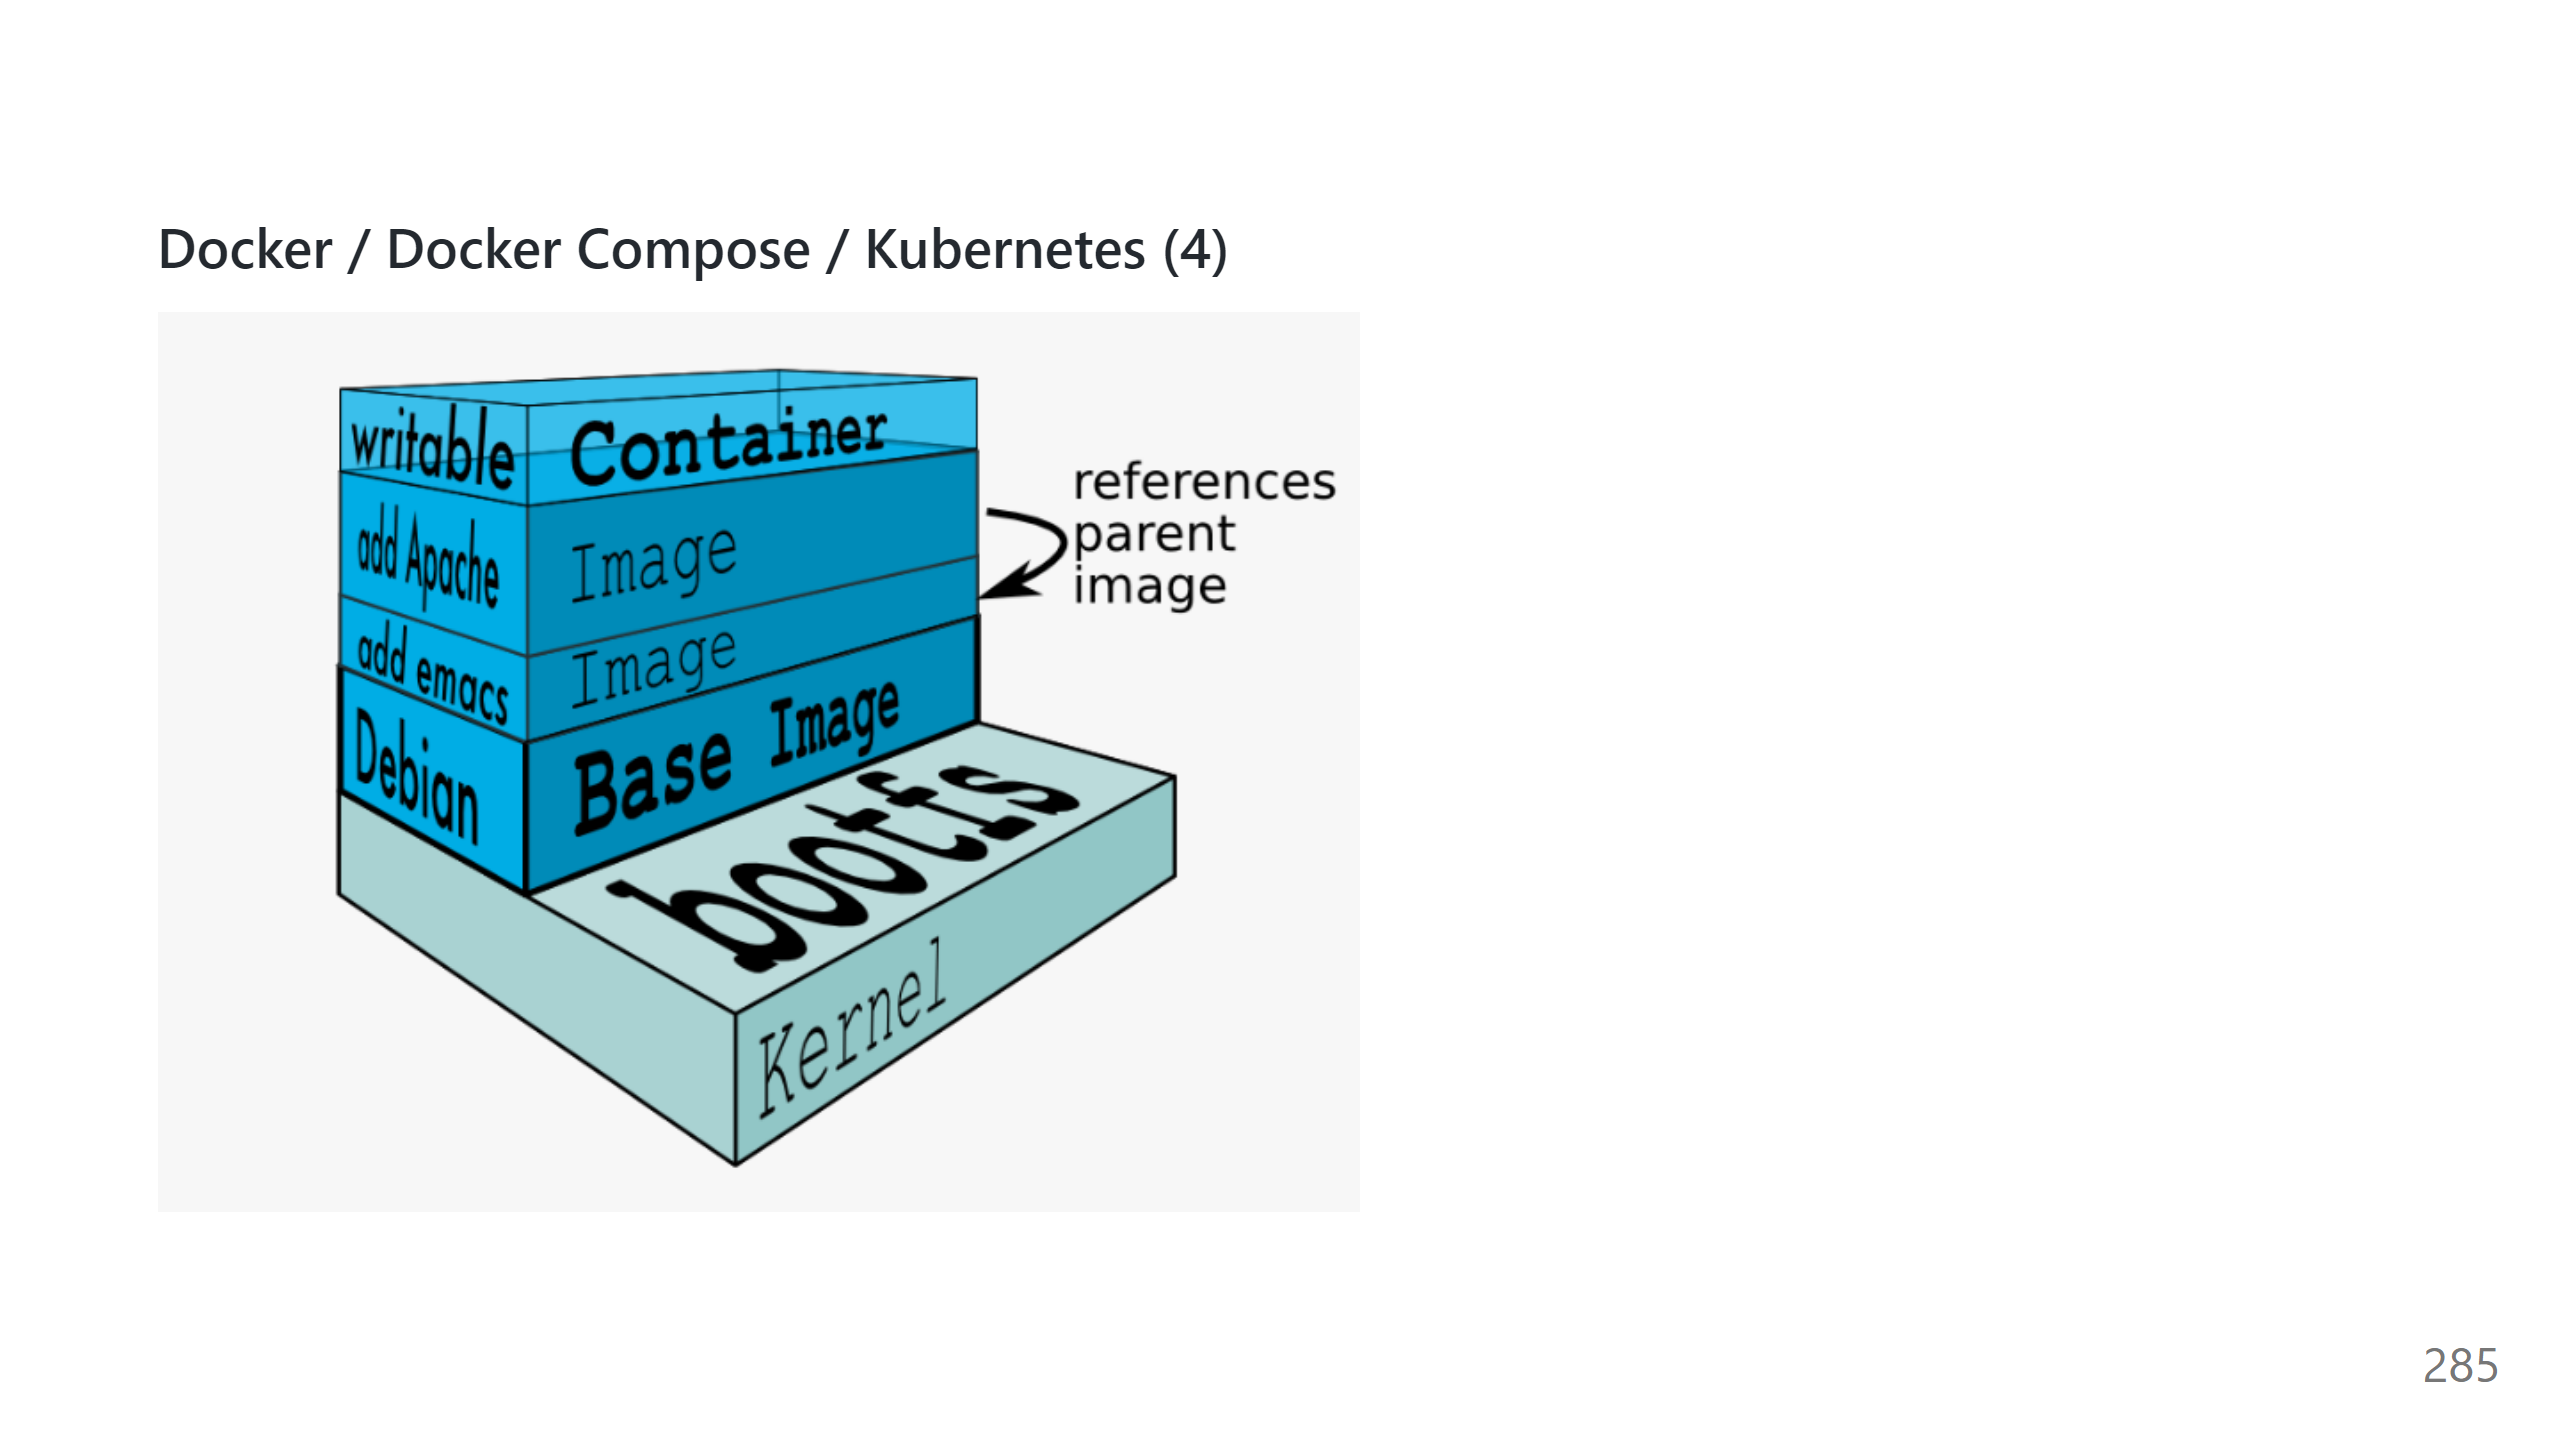 Docker / Docker Compose / Kubernetes (4)
writable Container
add Apache Image
add emacs Image
Debian Base Image
bootfs
Kernel
references
parent
image
285